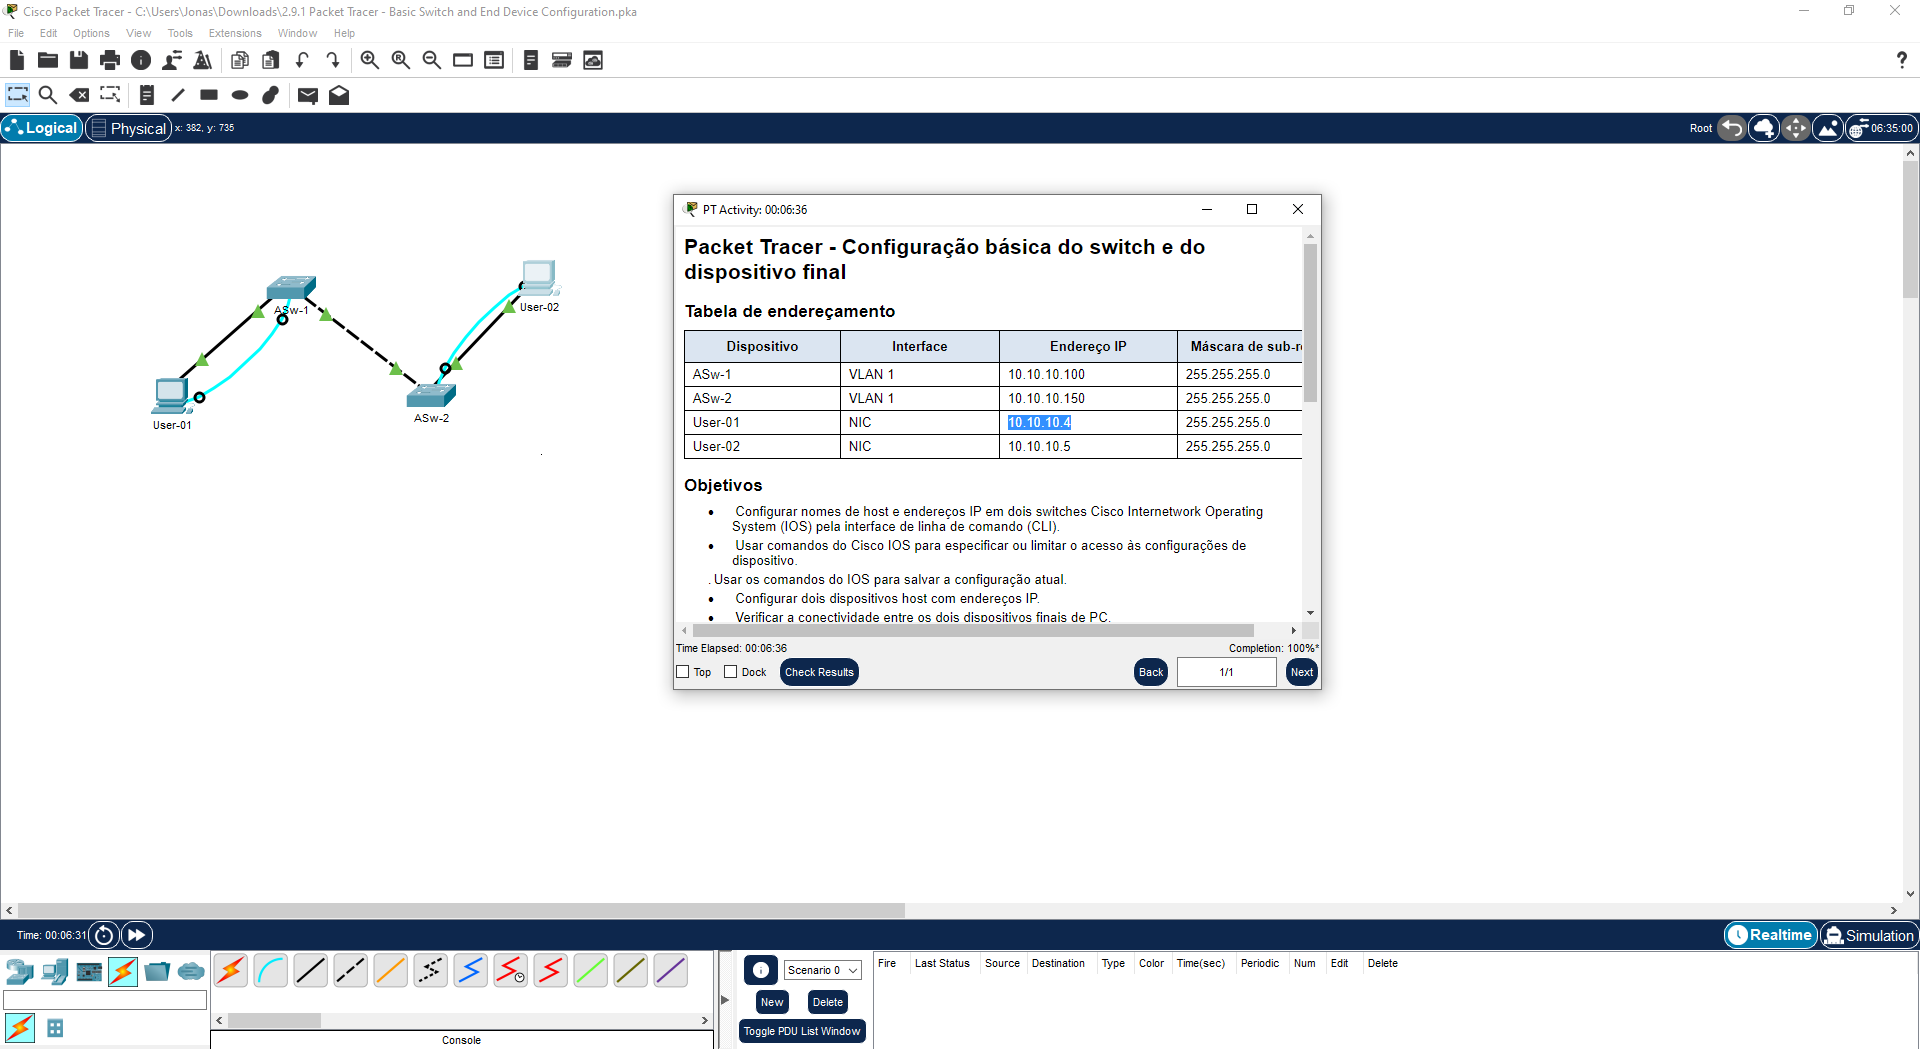 Cisco Packet Tracer - C:\Users\Jonas\Downloads\2.9.1 Packet Tracer - Basic Switch and End Device Configuration.pka
File Edit Options View Tools Extensions Window Help
?
Logical Physical x: 382, y: 735 Root 06:35:00
ASw-1
User-02
User-01
ASw-2
PT Activity: 00:06:36
Packet Tracer - Configuração básica do switch e do
dispositivo final
Tabela de endereçamento
Dispositivo Interface Endereço IP Máscara de sub-r
ASw-1 VLAN 1 10.10.10.100 255.255.255.0
ASw-2 VLAN 1 10.10.10.150 255.255.255.0
User-01 NIC 10.10.10.4 255.255.255.0
User-02 NIC 10.10.10.5 255.255.255.0
Objetivos
• Configurar nomes de host e endereços IP em dois switches Cisco Internetwork Operating
System (IOS) pela interface de linha de comando (CLI).
• Usar comandos do Cisco IOS para especificar ou limitar o acesso às configurações de
dispositivo.
. Usar os comandos do IOS para salvar a configuração atual.
• Configurar dois dispositivos host com endereços IP.
• Verificar a conectividade entre os dois dispositivos finais de PC.
Time Elapsed: 00:06:36 Completion: 100%*
Top Dock Check Results Back 1/1 Next
Time: 00:06:31 Realtime Simulation
Scenario 0
New Delete
Toggle PDU List Window
Fire Last Status Source Destination Type Color Time(sec) Periodic Num Edit Delete
Console